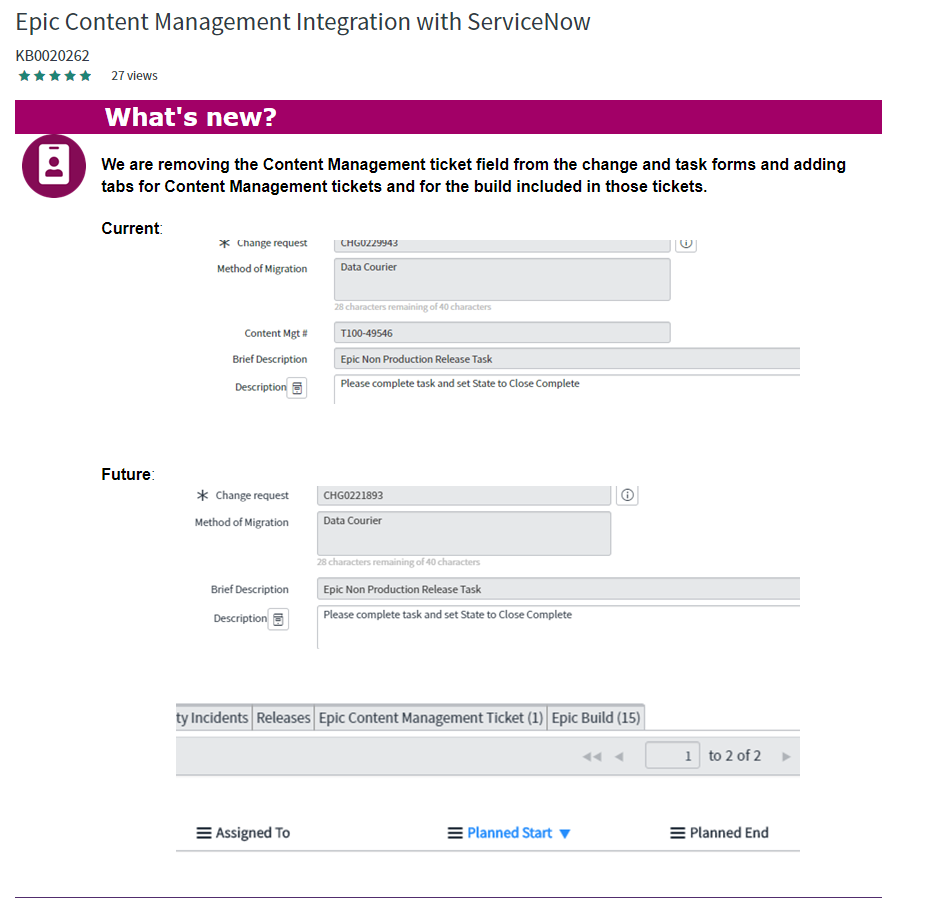 Epic Content Management Integration with ServiceNow
KB0020262
27 views
What's new?
We are removing the Content Management ticket field from the change and task forms and adding
tabs for Content Management tickets and for the build included in those tickets.
Current:
Change request CHG0229943
Method of Migration Data Courier
28 characters remaining of 40 characters
Content Mgt # T100-49546
Brief Description Epic Non Production Release Task
Description Please complete task and set State to Close Complete
Future:
Change request CHG0221893
Method of Migration Data Courier
28 characters remaining of 40 characters
Brief Description Epic Non Production Release Task
Description Please complete task and set State to Close Complete
ty Incidents Releases Epic Content Management Ticket (1) Epic Build (15)
1 to 2 of 2
Assigned To Planned Start Planned End